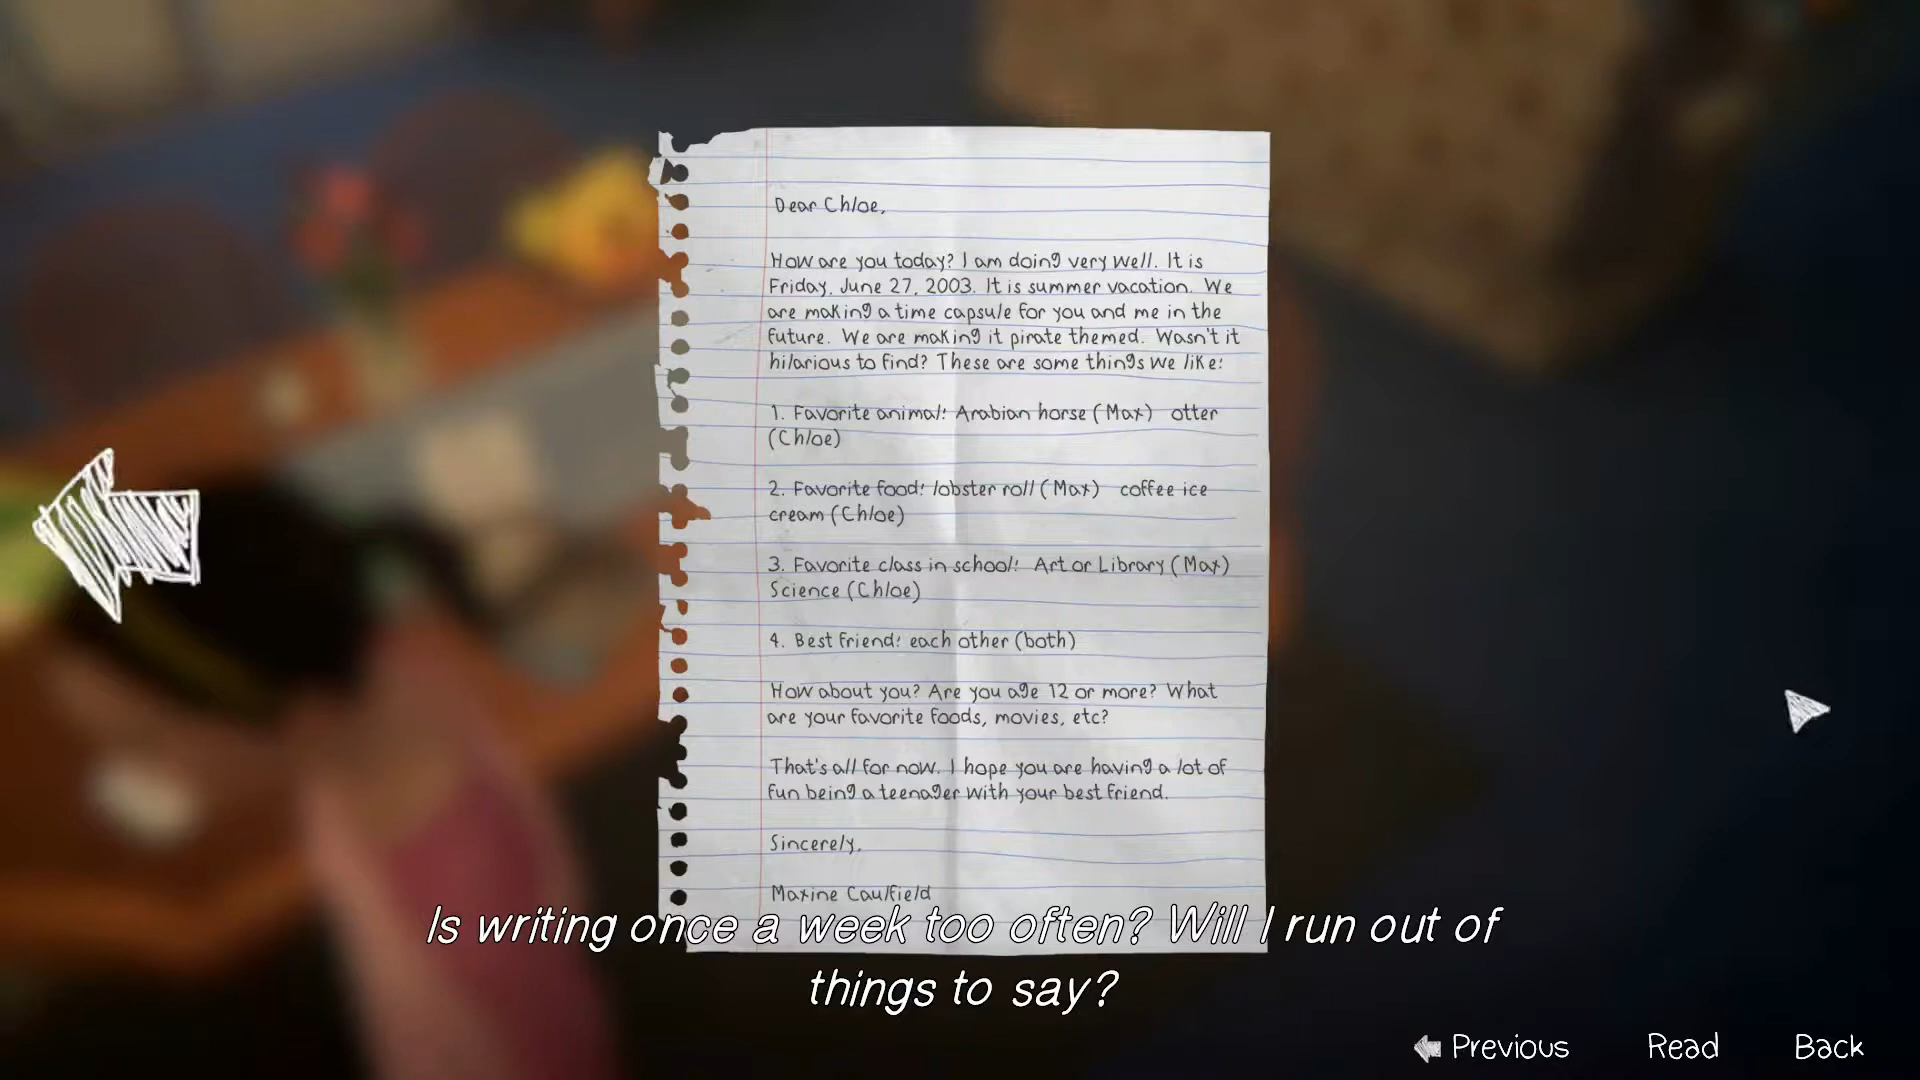 Dear Chloe,
How are you today? I am doing very well. It is
Friday, June 27, 2003. It is summer vacation. We
are making a time capsule for you and me in the
future. We are making it pirate themed. Wasn't it
hilarious to find? These are some things we like:
1. Favorite animal: Arabian horse (Max) otter
(Chloe)
2. Favorite food: lobster roll (Max) coffee ice
cream (Chloe)
3. Favorite class in school: Art or Library (Max)
Science (Chloe)
4. Best friend: each other (both)
How about you? Are you age 12 or more? What
are your favorite foods, movies, etc?
That's all for now. I hope you are having a lot of
fun being a teenager with your best friend.
Sincerely,
Maxine Caulfield
Is writing once a week too often? Will I run out of
things to say?
Previous Read Back